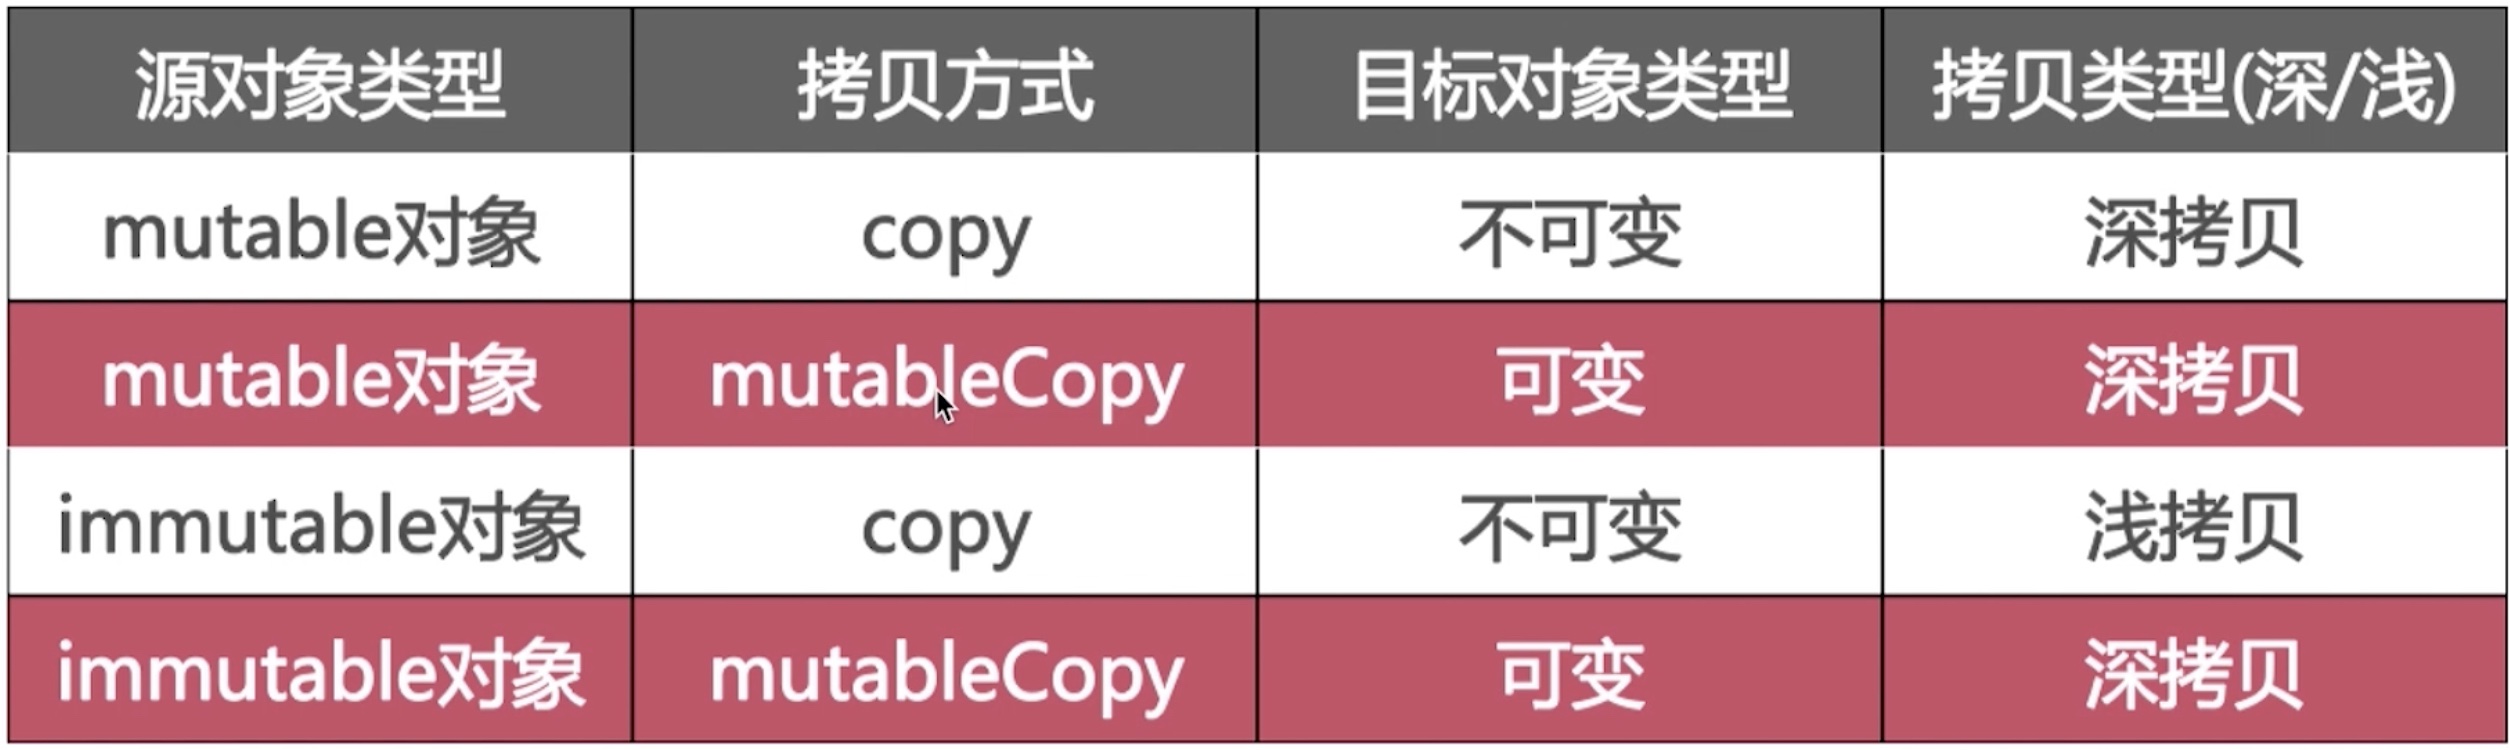 源对象类型 拷贝方式 目标对象类型 拷贝类型(深/浅)
mutable对象 copy 不可变 深拷贝
mutable对象 mutableCopy 可变 深拷贝
immutable对象 copy 不可变 浅拷贝
immutable对象 mutableCopy 可变 深拷贝